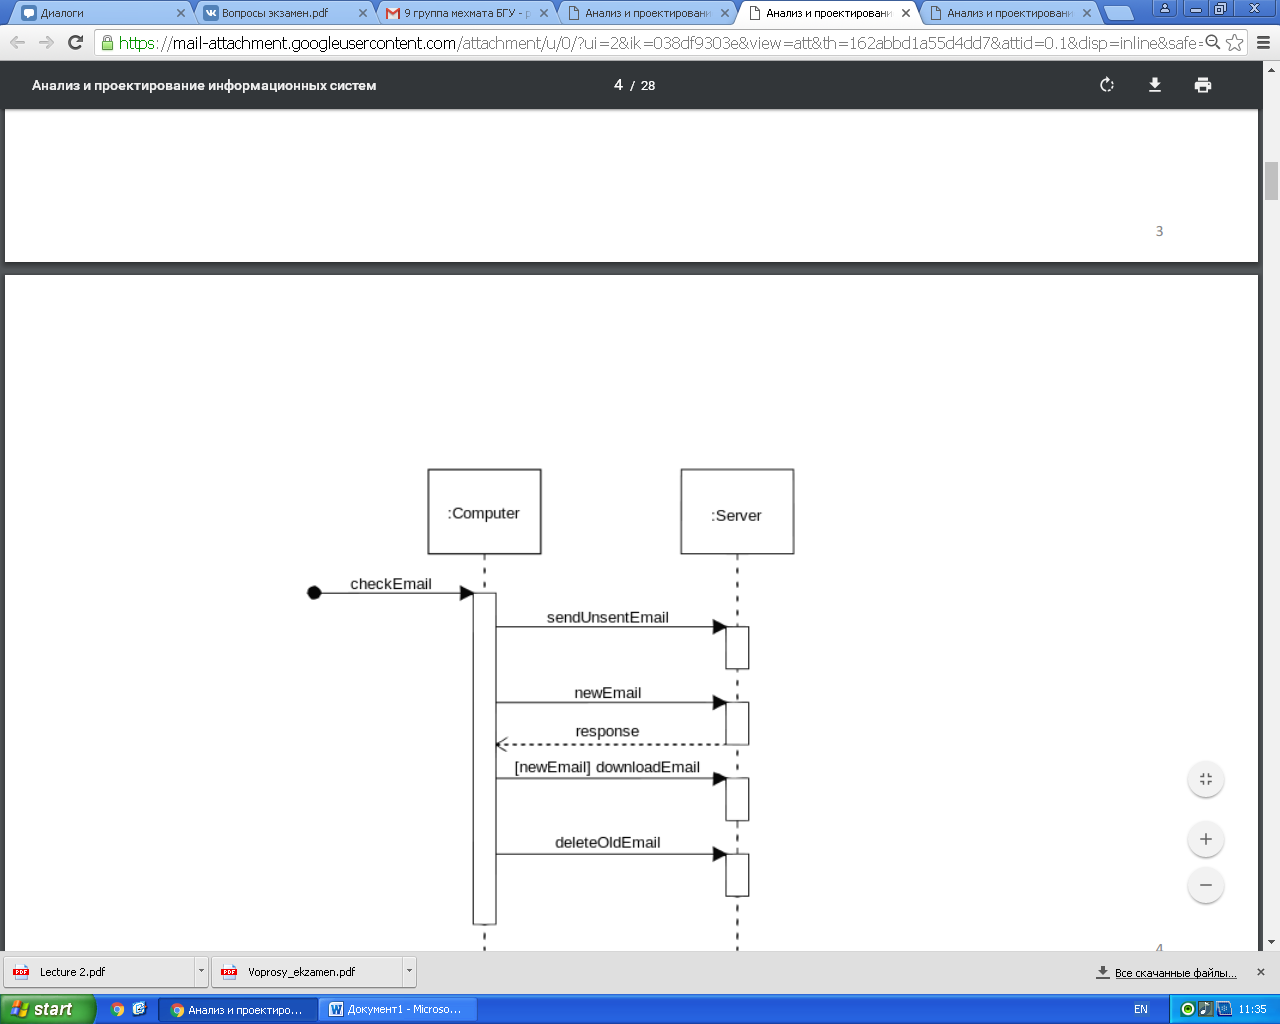 Диалоги
Вопросы экзамен.pdf
9 группа мехмата БГУ -
Анализ и проектировани
Анализ и проектировани
Анализ и проектировани
https://mail-attachment.googleusercontent.com/attachment/u/0/?ui=2&ik=038df9303e&view=att&th=162abbd1a55d4dd7&attid=0.1&disp=inline&safe=
Анализ и проектирование информационных систем
4 / 28
3
:Computer
:Server
checkEmail
sendUnsentEmail
newEmail
response
[newEmail] downloadEmail
deleteOldEmail
4
Lecture 2.pdf
Voprosy_ekzamen.pdf
Все скачанные файлы...
start
Анализ и проектиро...
Документ1 - Microso...
EN
11:35